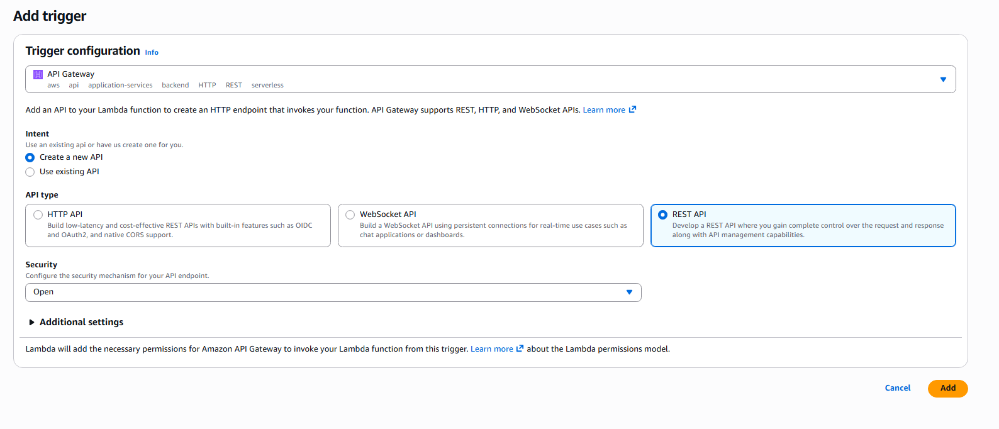 Add trigger
Trigger configuration Info
API Gateway
aws api application-services backend HTTP REST serverless
Add an API to your Lambda function to create an HTTP endpoint that invokes your function. API Gateway supports REST, HTTP, and WebSocket APIs. Learn more
Intent
Use an existing api or have us create one for you.
Create a new API
Use existing API
API type
HTTP API
Build low-latency and cost-effective REST APIs with built-in features such as OIDC
and OAuth2, and native CORS support.
WebSocket API
Build a WebSocket API using persistent connections for real-time use cases such as
chat applications or dashboards.
REST API
Develop a REST API where you gain complete control over the request and response
along with API management capabilities.
Security
Configure the security mechanism for your API endpoint.
Open
Additional settings
Lambda will add the necessary permissions for Amazon API Gateway to invoke your Lambda function from this trigger. Learn more about the Lambda permissions model.
Cancel Add